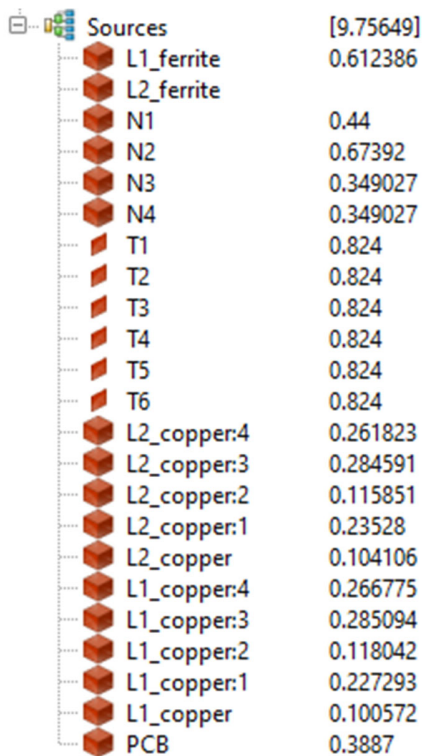 Sources [9.75649]
L1_ferrite 0.612386
L2_ferrite
N1 0.44
N2 0.67392
N3 0.349027
N4 0.349027
T1 0.824
T2 0.824
T3 0.824
T4 0.824
T5 0.824
T6 0.824
L2_copper:4 0.261823
L2_copper:3 0.284591
L2_copper:2 0.115851
L2_copper:1 0.23528
L2_copper 0.104106
L1_copper:4 0.266775
L1_copper:3 0.285094
L1_copper:2 0.118042
L1_copper:1 0.227293
L1_copper 0.100572
PCB 0.3887